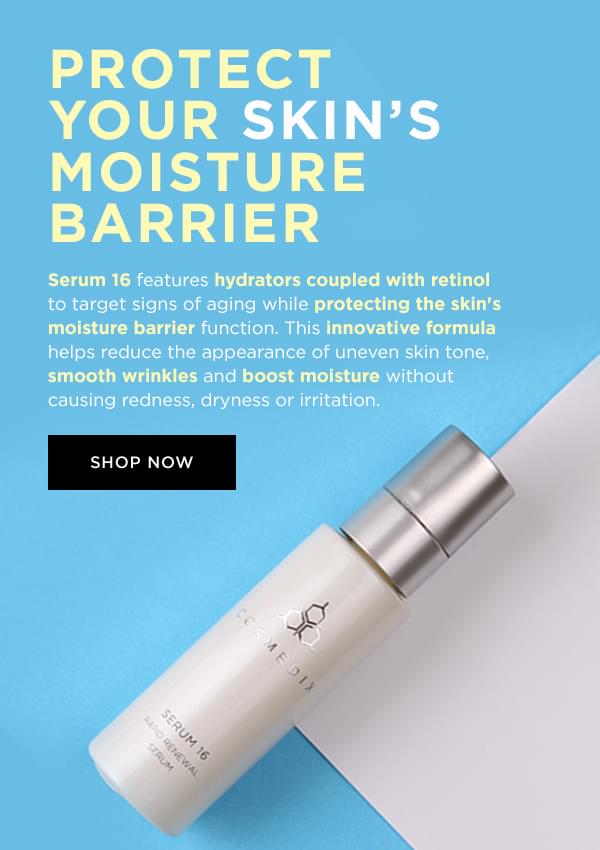 PROTECT
YOUR SKIN’S
MOISTURE
BARRIER
Serum 16 features hydrators coupled with retinol
to target signs of aging while protecting the skin's
moisture barrier function. This innovative formula
helps reduce the appearance of uneven skin tone,
smooth wrinkles and boost moisture without
causing redness, dryness or irritation.
SHOP NOW
COSMEDIX
SERUM 16
RAPID RENEWAL
SERUM